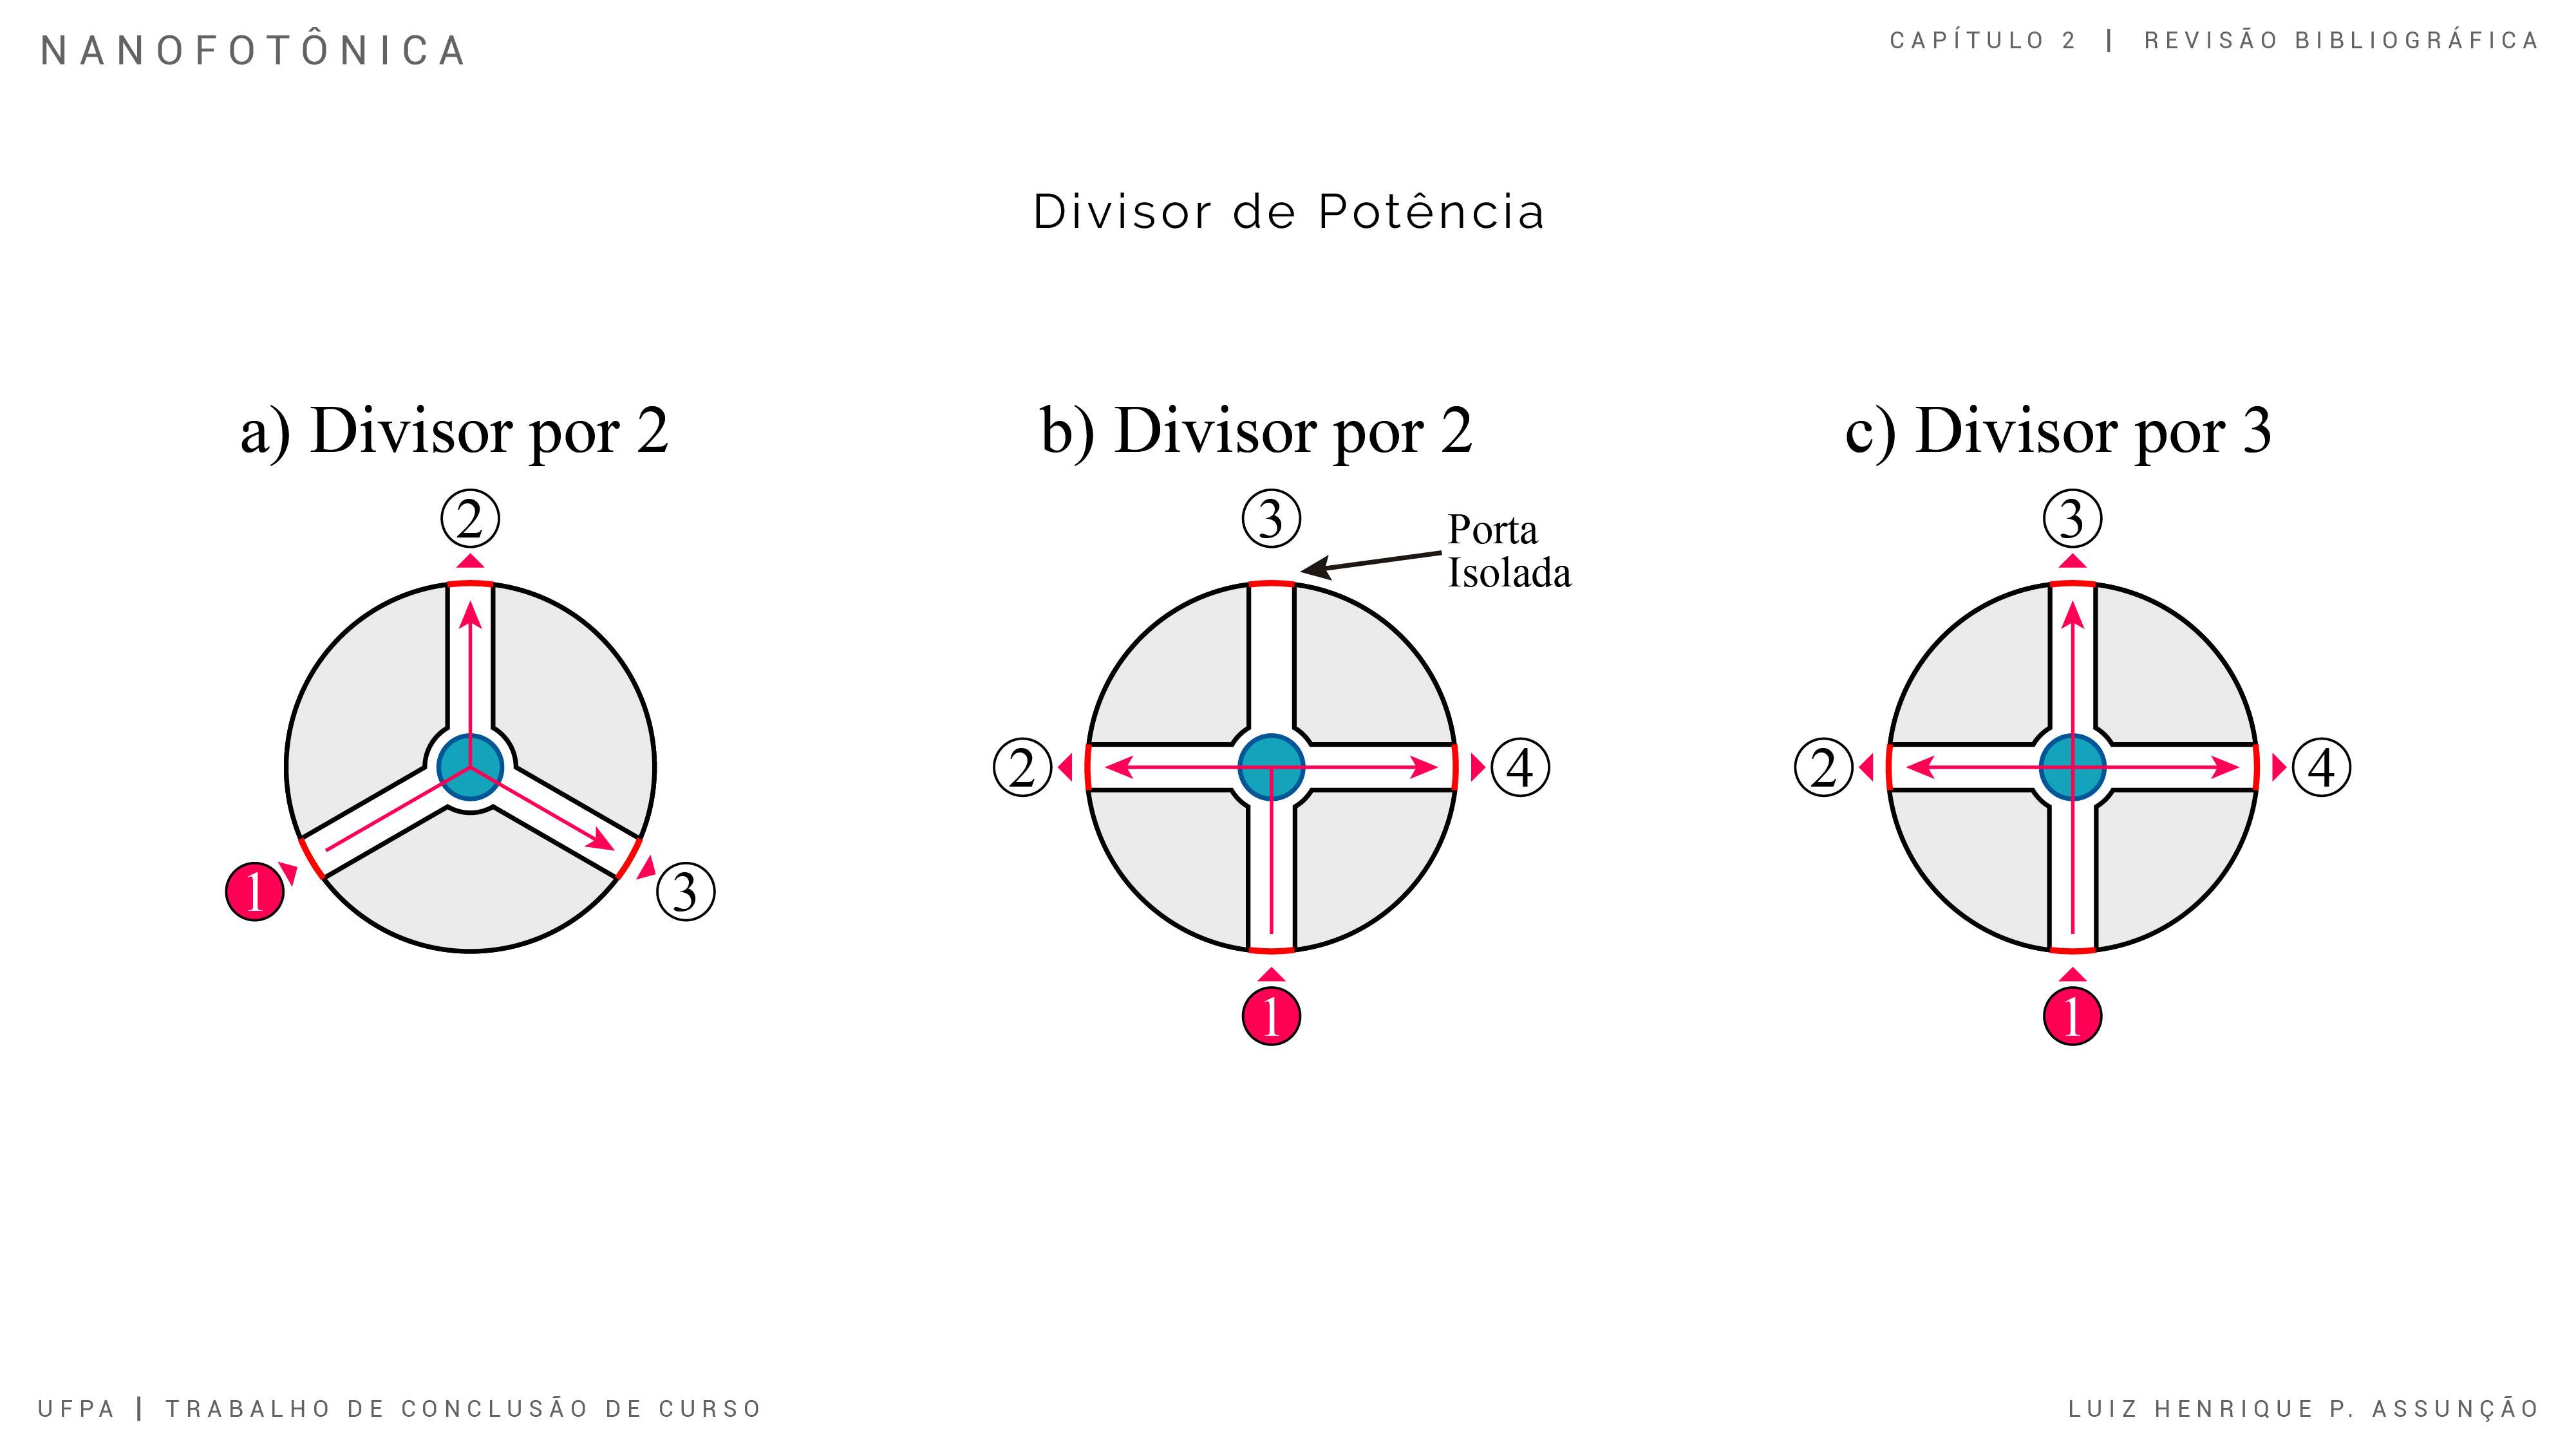 NANOFOTÔNICA
CAPÍTULO 2 | REVISÃO BIBLIOGRÁFICA
Divisor de Potência
a) Divisor por 2
2
1
3
b) Divisor por 2
3
Porta
Isolada
2
4
1
c) Divisor por 3
3
2
4
1
UFPA | TRABALHO DE CONCLUSÃO DE CURSO
LUIZ HENRIQUE P. ASSUNÇÃO